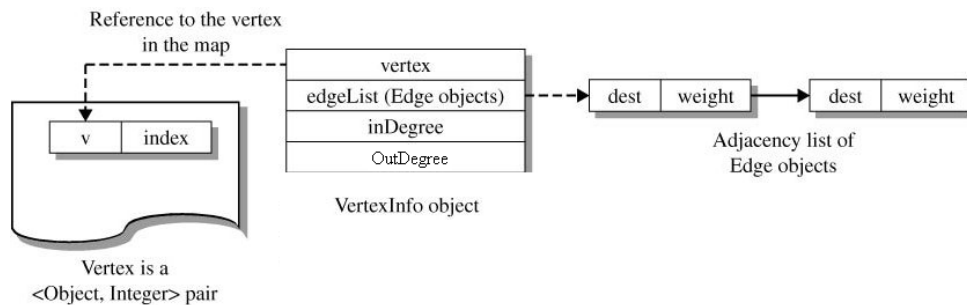 Reference to the vertex
in the map
vertex
edgeList (Edge objects)
inDegree
OutDegree
VertexInfo object
v index
Vertex is a
<Object, Integer> pair
dest weight
dest weight
Adjacency list of
Edge objects